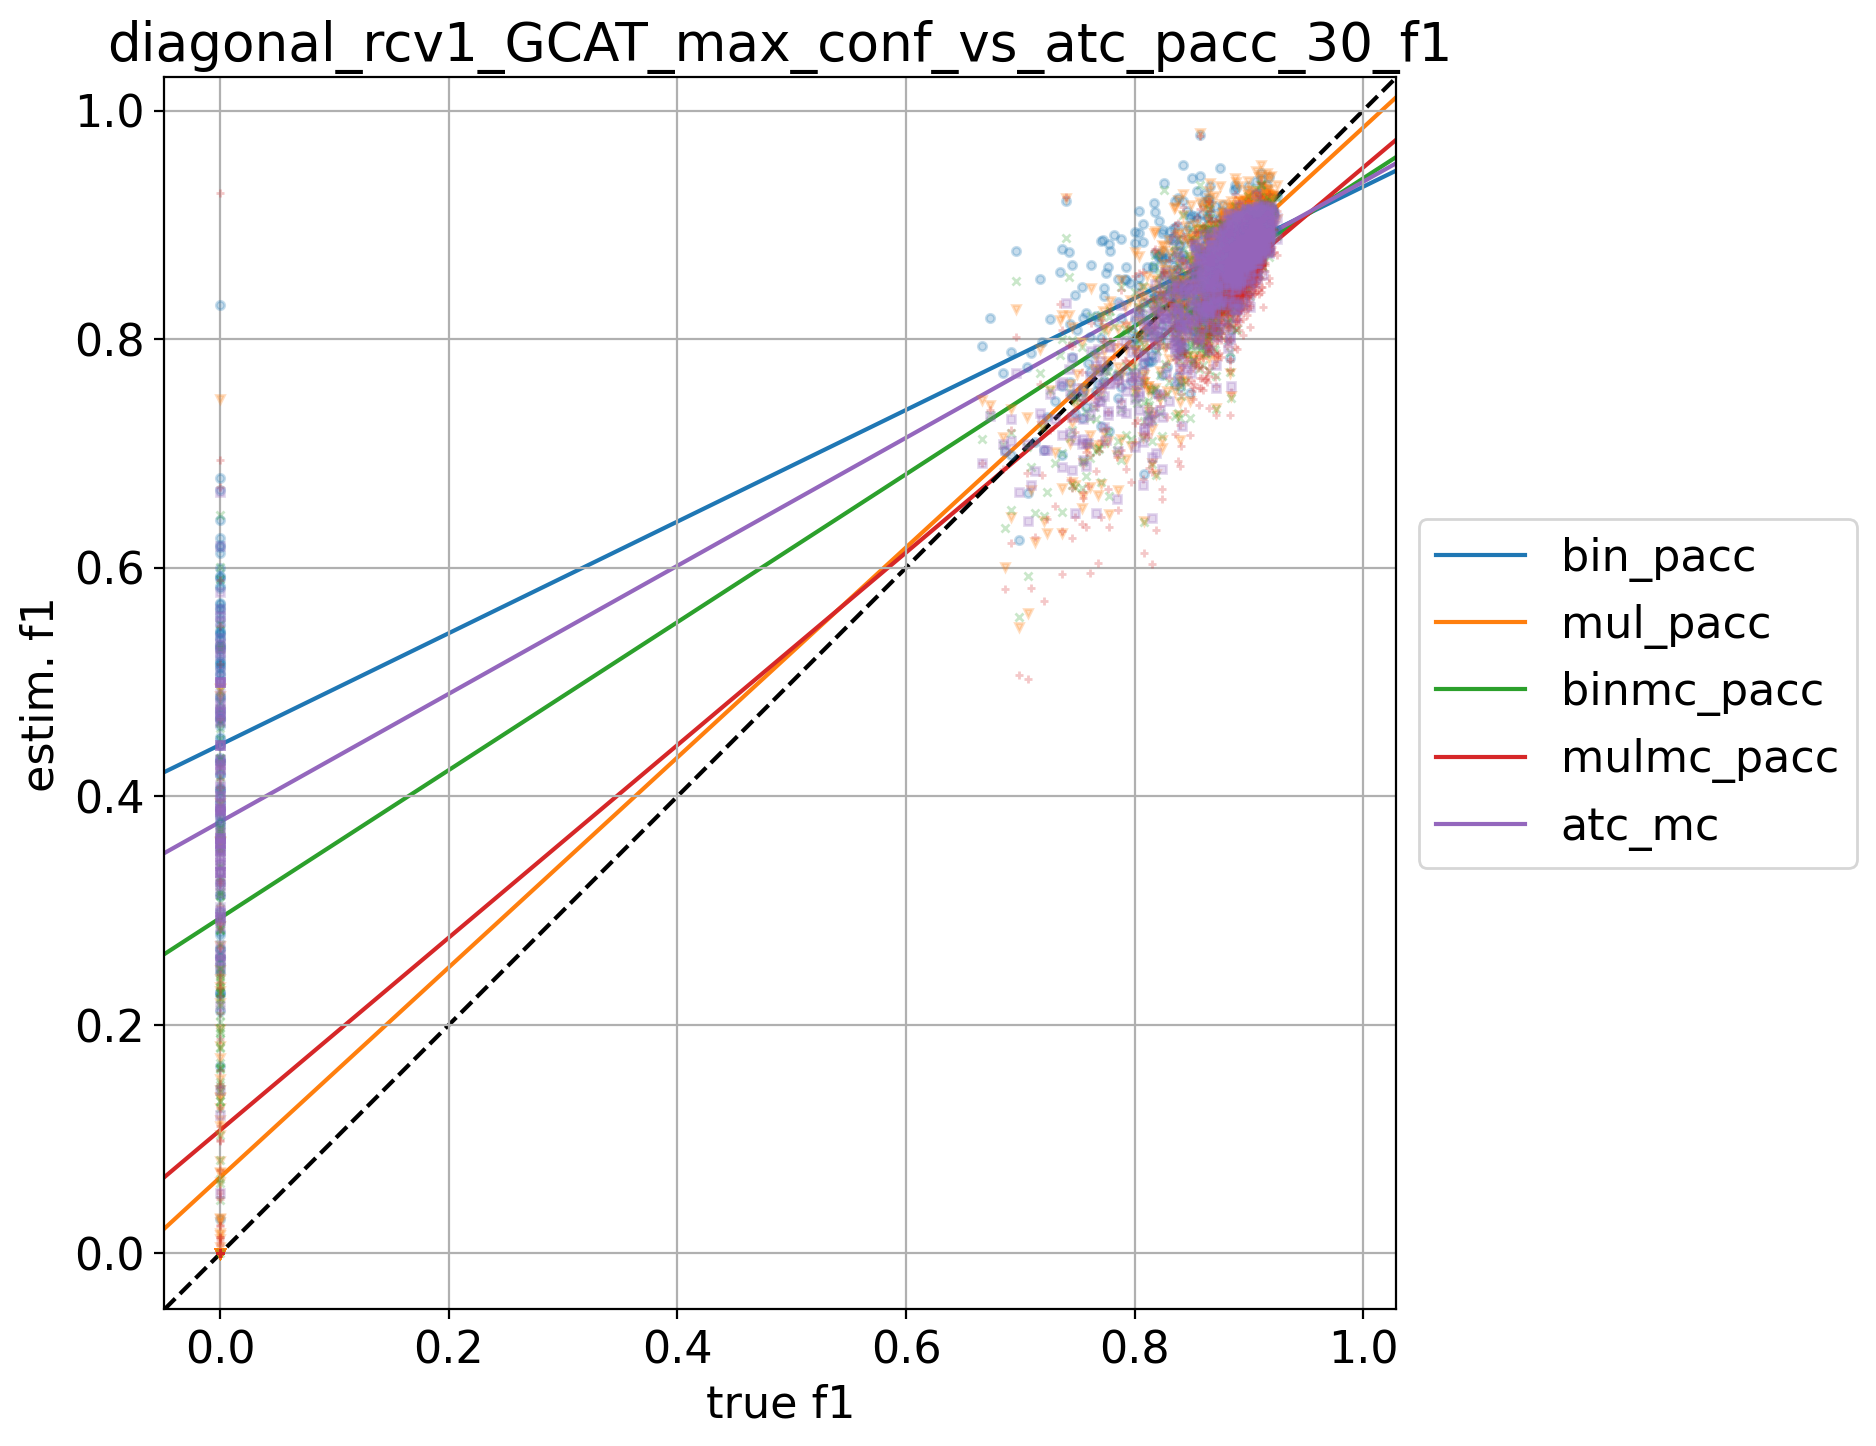 diagonal_rcv1_GCAT_max_conf_vs_atc_pacc_30_f1
1.0
0.8
0.6
0.4
0.2
0.0
estim. f1
0.0 0.2 0.4 0.6 0.8 1.0
true f1
bin_pacc
mul_pacc
binmc_pacc
mulmc_pacc
atc_mc